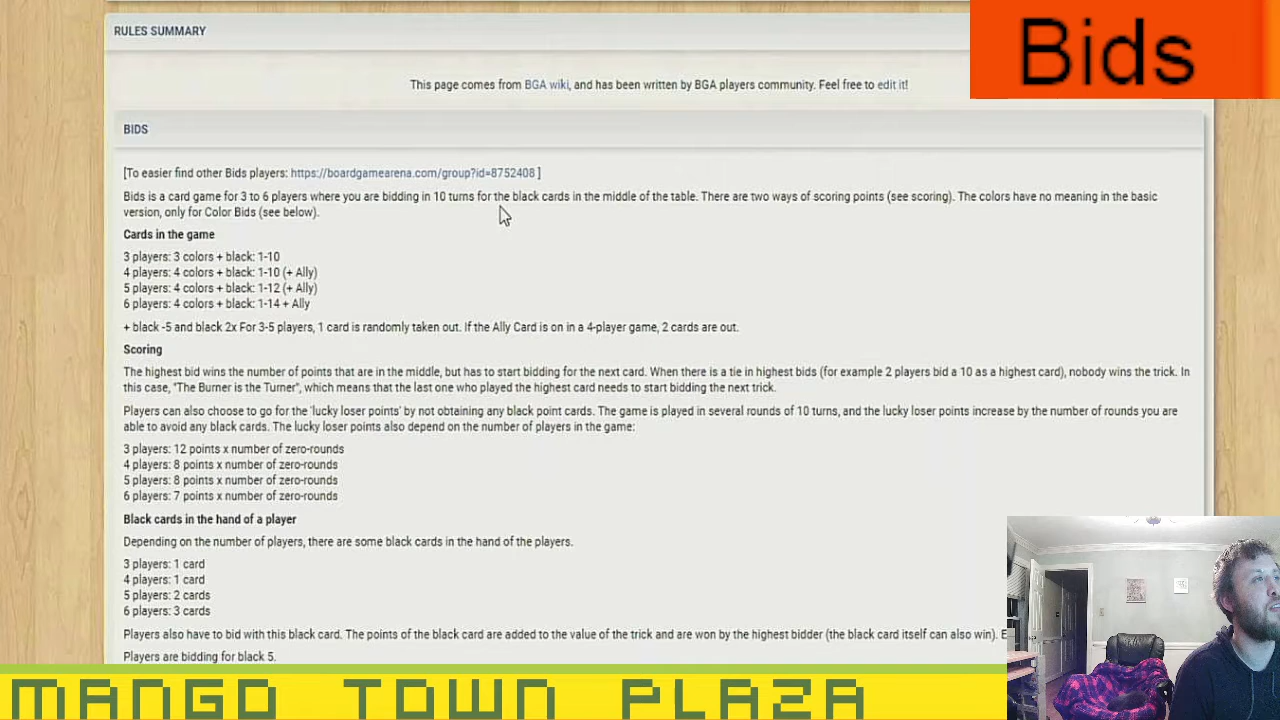 RULES SUMMARY
Bids
This page comes from BGA wiki, and has been written by BGA players community. Feel free to edit it!
BIDS
[To easier find other Bids players: https://boardgamearena.com/group?id=8752408 ]
Bids is a card game for 3 to 6 players where you are bidding in 10 turns for the black cards in the middle of the table. There are two ways of scoring points (see scoring). The colors have no meaning in the basic
version, only for Color Bids (see below).
Cards in the game
3 players: 3 colors + black: 1-10
4 players: 4 colors + black: 1-10 (+ Ally)
5 players: 4 colors + black: 1-12 (+ Ally)
6 players: 4 colors + black: 1-14 + Ally
+ black -5 and black 2x For 3-5 players, 1 card is randomly taken out. If the Ally Card is on in a 4-player game, 2 cards are out.
Scoring
The highest bid wins the number of points that are in the middle, but has to start bidding for the next card. When there is a tie in highest bids (for example 2 players bid a 10 as a highest card), nobody wins the trick. In
this case, "The Burner is the Turner", which means that the last one who played the highest card needs to start bidding the next trick.
Players can also choose to go for the 'lucky loser points' by not obtaining any black point cards. The game is played in several rounds of 10 turns, and the lucky loser points increase by the number of rounds you are
able to avoid any black cards. The lucky loser points also depend on the number of players in the game:
3 players: 12 points x number of zero-rounds
4 players: 8 points x number of zero-rounds
5 players: 8 points x number of zero-rounds
6 players: 7 points x number of zero-rounds
Black cards in the hand of a player
Depending on the number of players, there are some black cards in the hand of the players.
3 players: 1 card
4 players: 1 card
5 players: 2 cards
6 players: 3 cards
Players also have to bid with this black card. The points of the black card are added to the value of the trick and are won by the highest bidder (the black card itself can also win). E
Players are bidding for black 5.
MANGO TOWN PLAZA